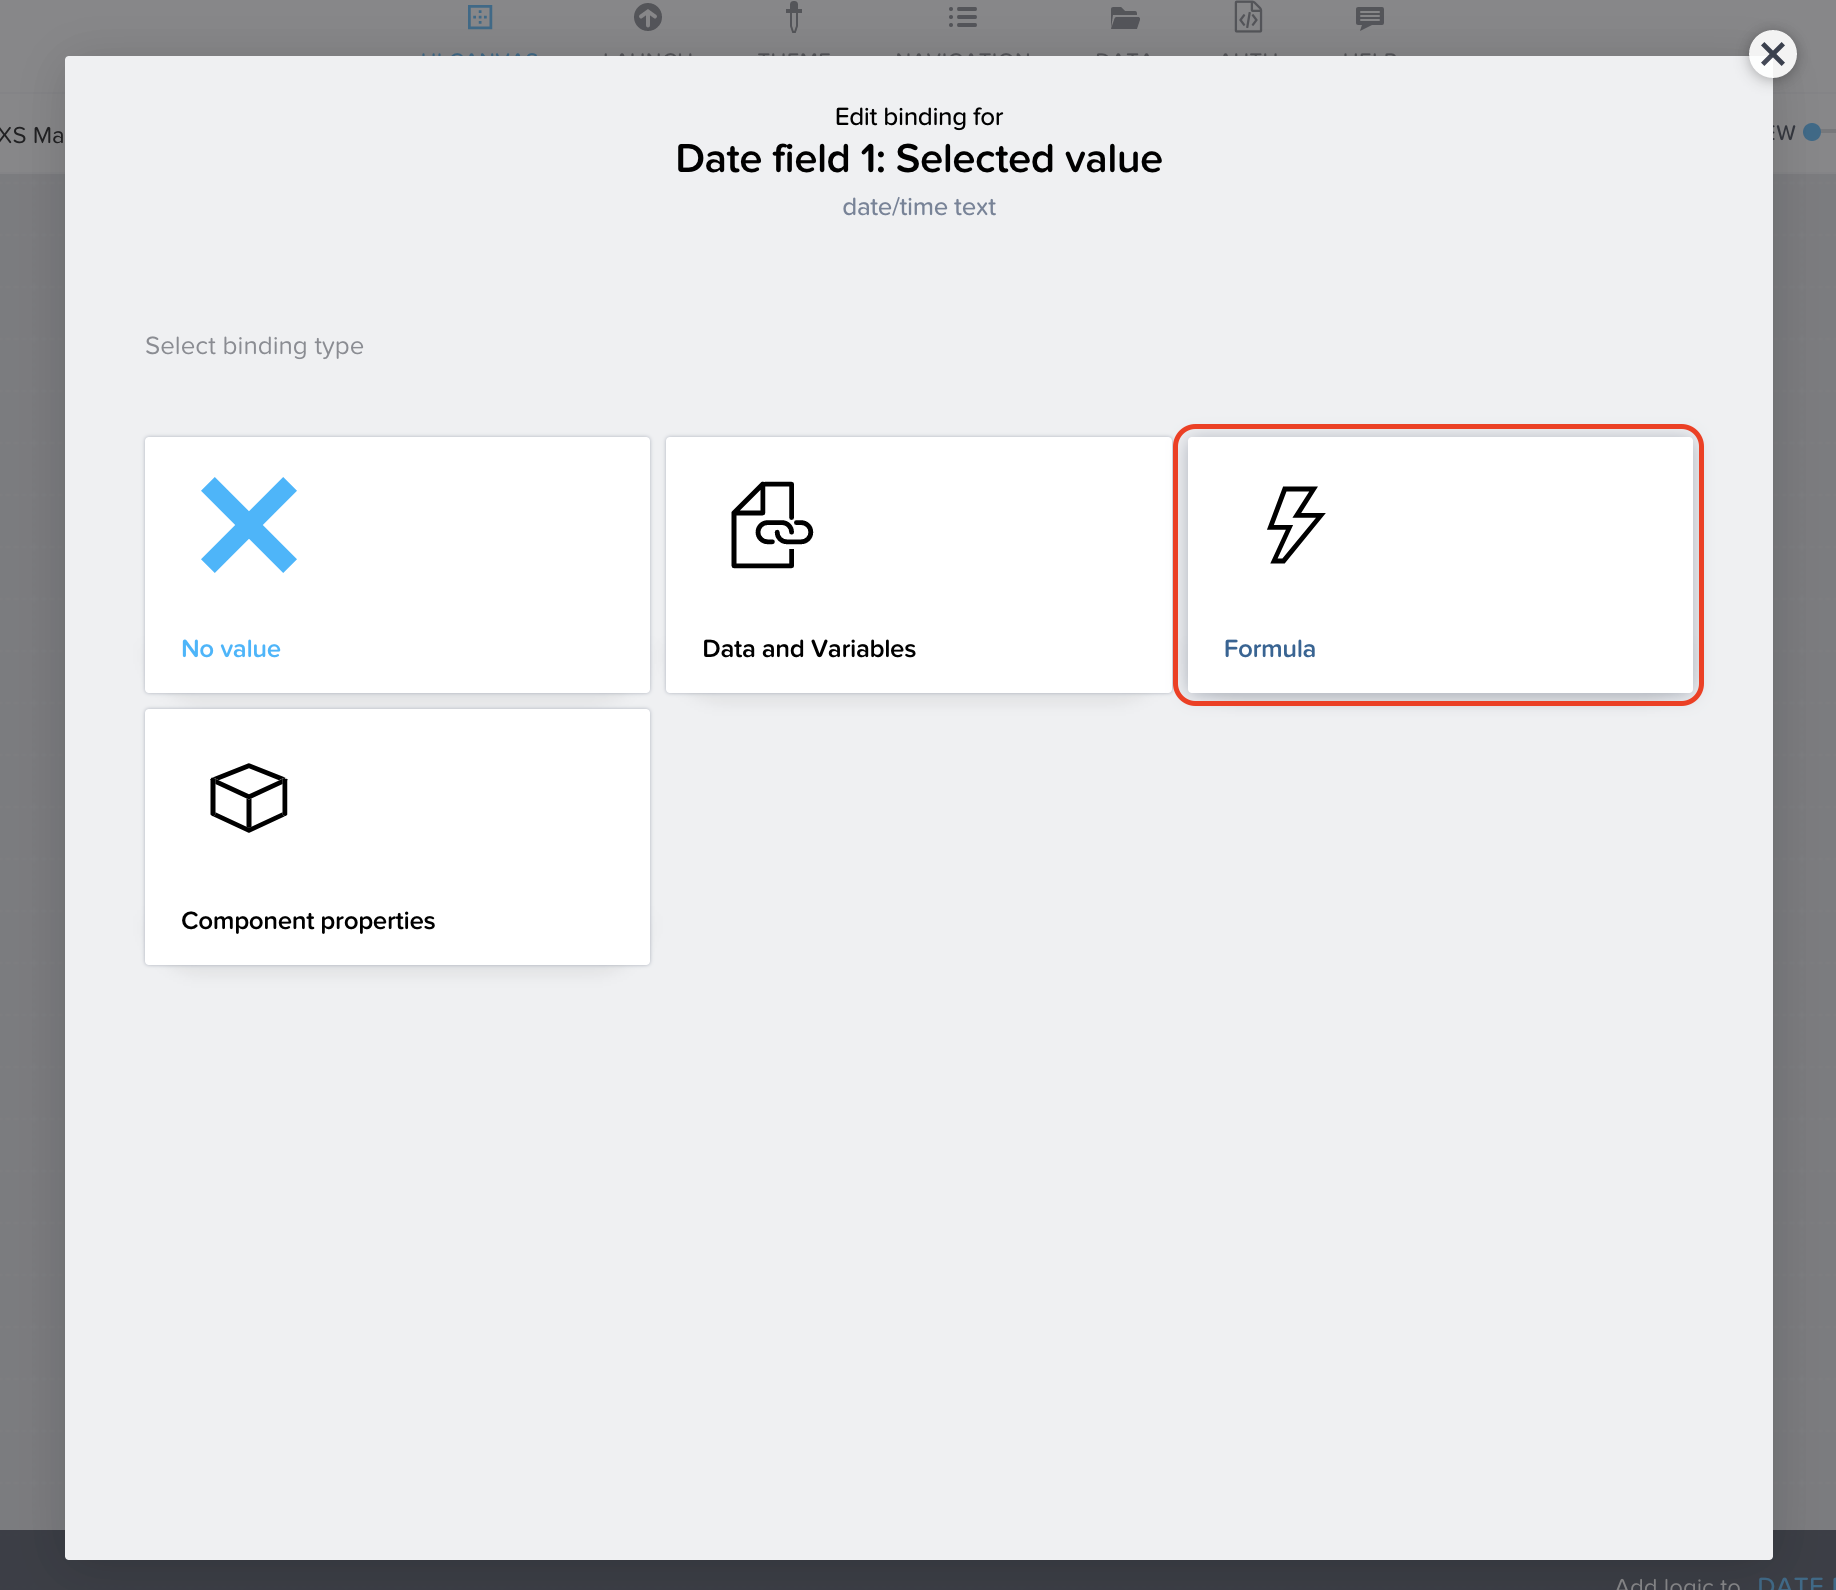 XS Ma
EW
Edit binding for
Date field 1: Selected value
date/time text
Select binding type
No value
Data and Variables
Formula
Component properties
Add logic to DATE